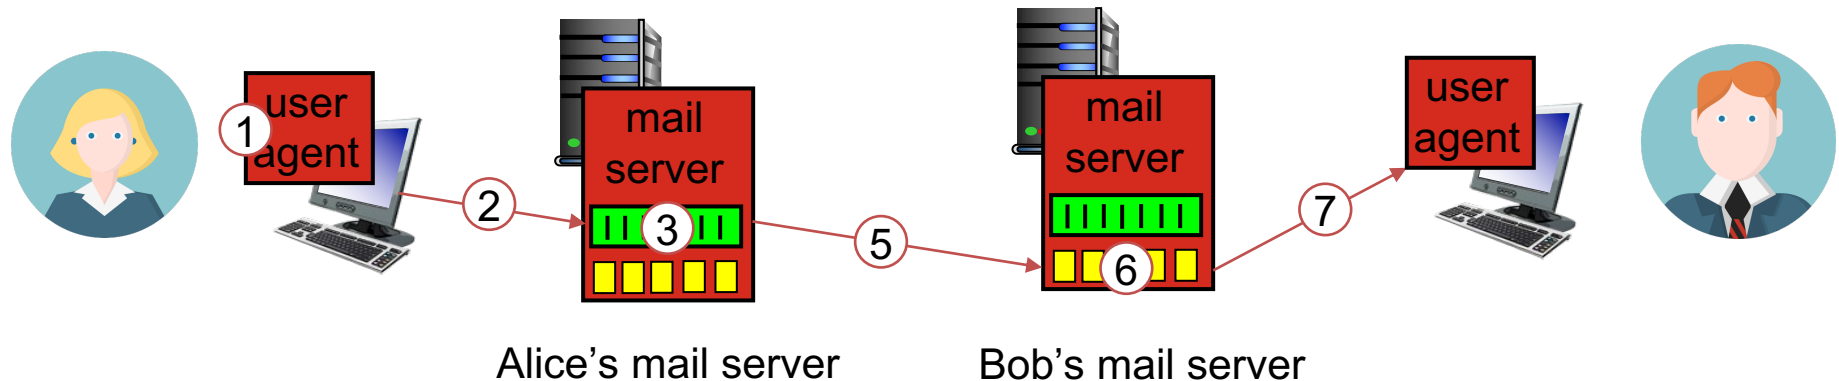 user
agent
1
2
mail
server
3
5
mail
server
6
7
user
agent
Alice’s mail server
Bob’s mail server